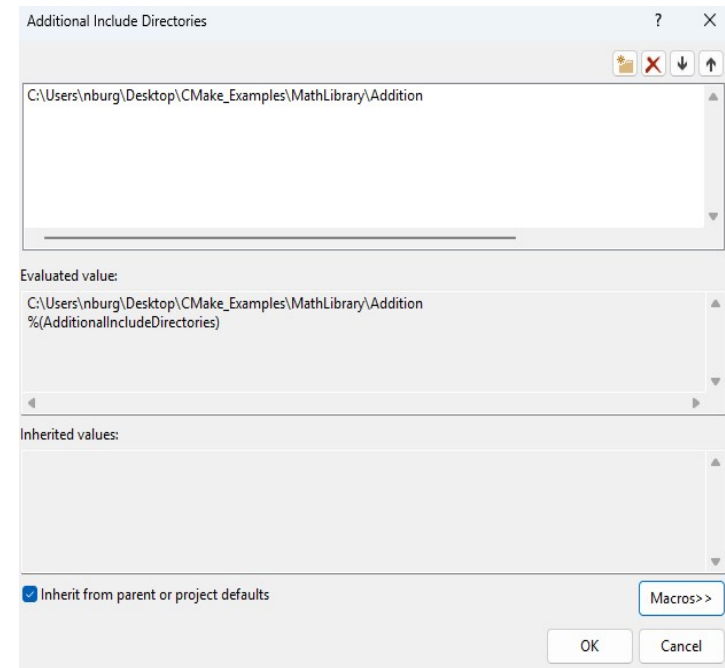 Additional Include Directories
?
C:\Users\nburg\Desktop\CMake_Examples\MathLibrary\Addition
Evaluated value:
C:\Users\nburg\Desktop\CMake_Examples\MathLibrary\Addition
%(AdditionalIncludeDirectories)
Inherited values:
Inherit from parent or project defaults
Macros>>
OK
Cancel